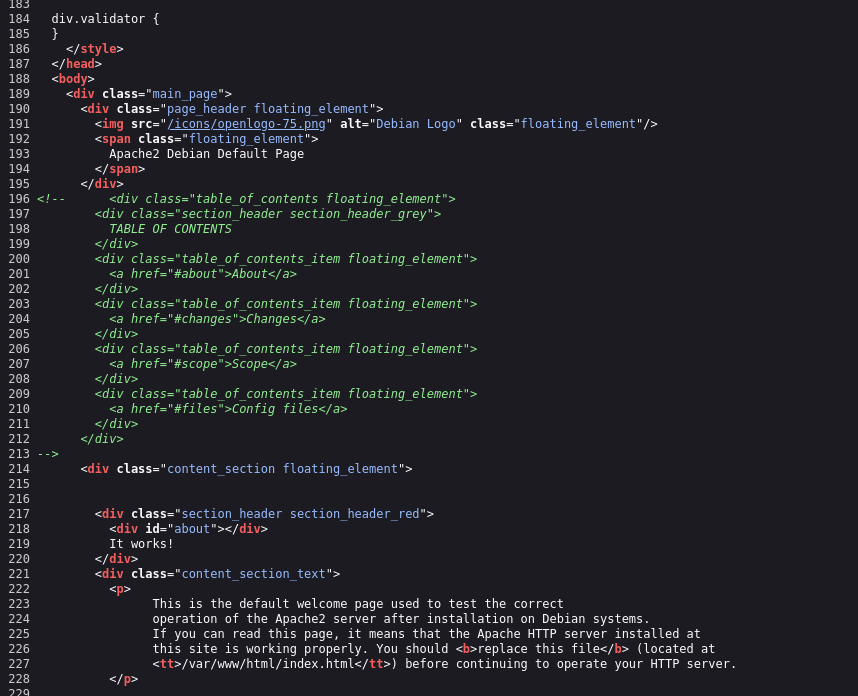 183
184   div.validator {
185   }
186     </style>
187   </head>
188   <body>
189     <div class="main_page">
190       <div class="page_header floating_element">
191         <img src="/icons/openlogo-75.png" alt="Debian Logo" class="floating_element"/>
192         <span class="floating_element">
193           Apache2 Debian Default Page
194         </span>
195       </div>
196 <!--      <div class="table_of_contents floating_element">
197         <div class="section_header section_header_grey">
198           TABLE OF CONTENTS
199         </div>
200         <div class="table_of_contents_item floating_element">
201           <a href="#about">About</a>
202         </div>
203         <div class="table_of_contents_item floating_element">
204           <a href="#changes">Changes</a>
205         </div>
206         <div class="table_of_contents_item floating_element">
207           <a href="#scope">Scope</a>
208         </div>
209         <div class="table_of_contents_item floating_element">
210           <a href="#files">Config files</a>
211         </div>
212       </div>
213 -->
214       <div class="content_section floating_element">
215
216
217         <div class="section_header section_header_red">
218           <div id="about"></div>
219           It works!
220         </div>
221         <div class="content_section_text">
222           <p>
223                 This is the default welcome page used to test the correct
224                 operation of the Apache2 server after installation on Debian systems.
225                 If you can read this page, it means that the Apache HTTP server installed at
226                 this site is working properly. You should <b>replace this file</b> (located at
227                 <tt>/var/www/html/index.html</tt>) before continuing to operate your HTTP server.
228           </p>
229